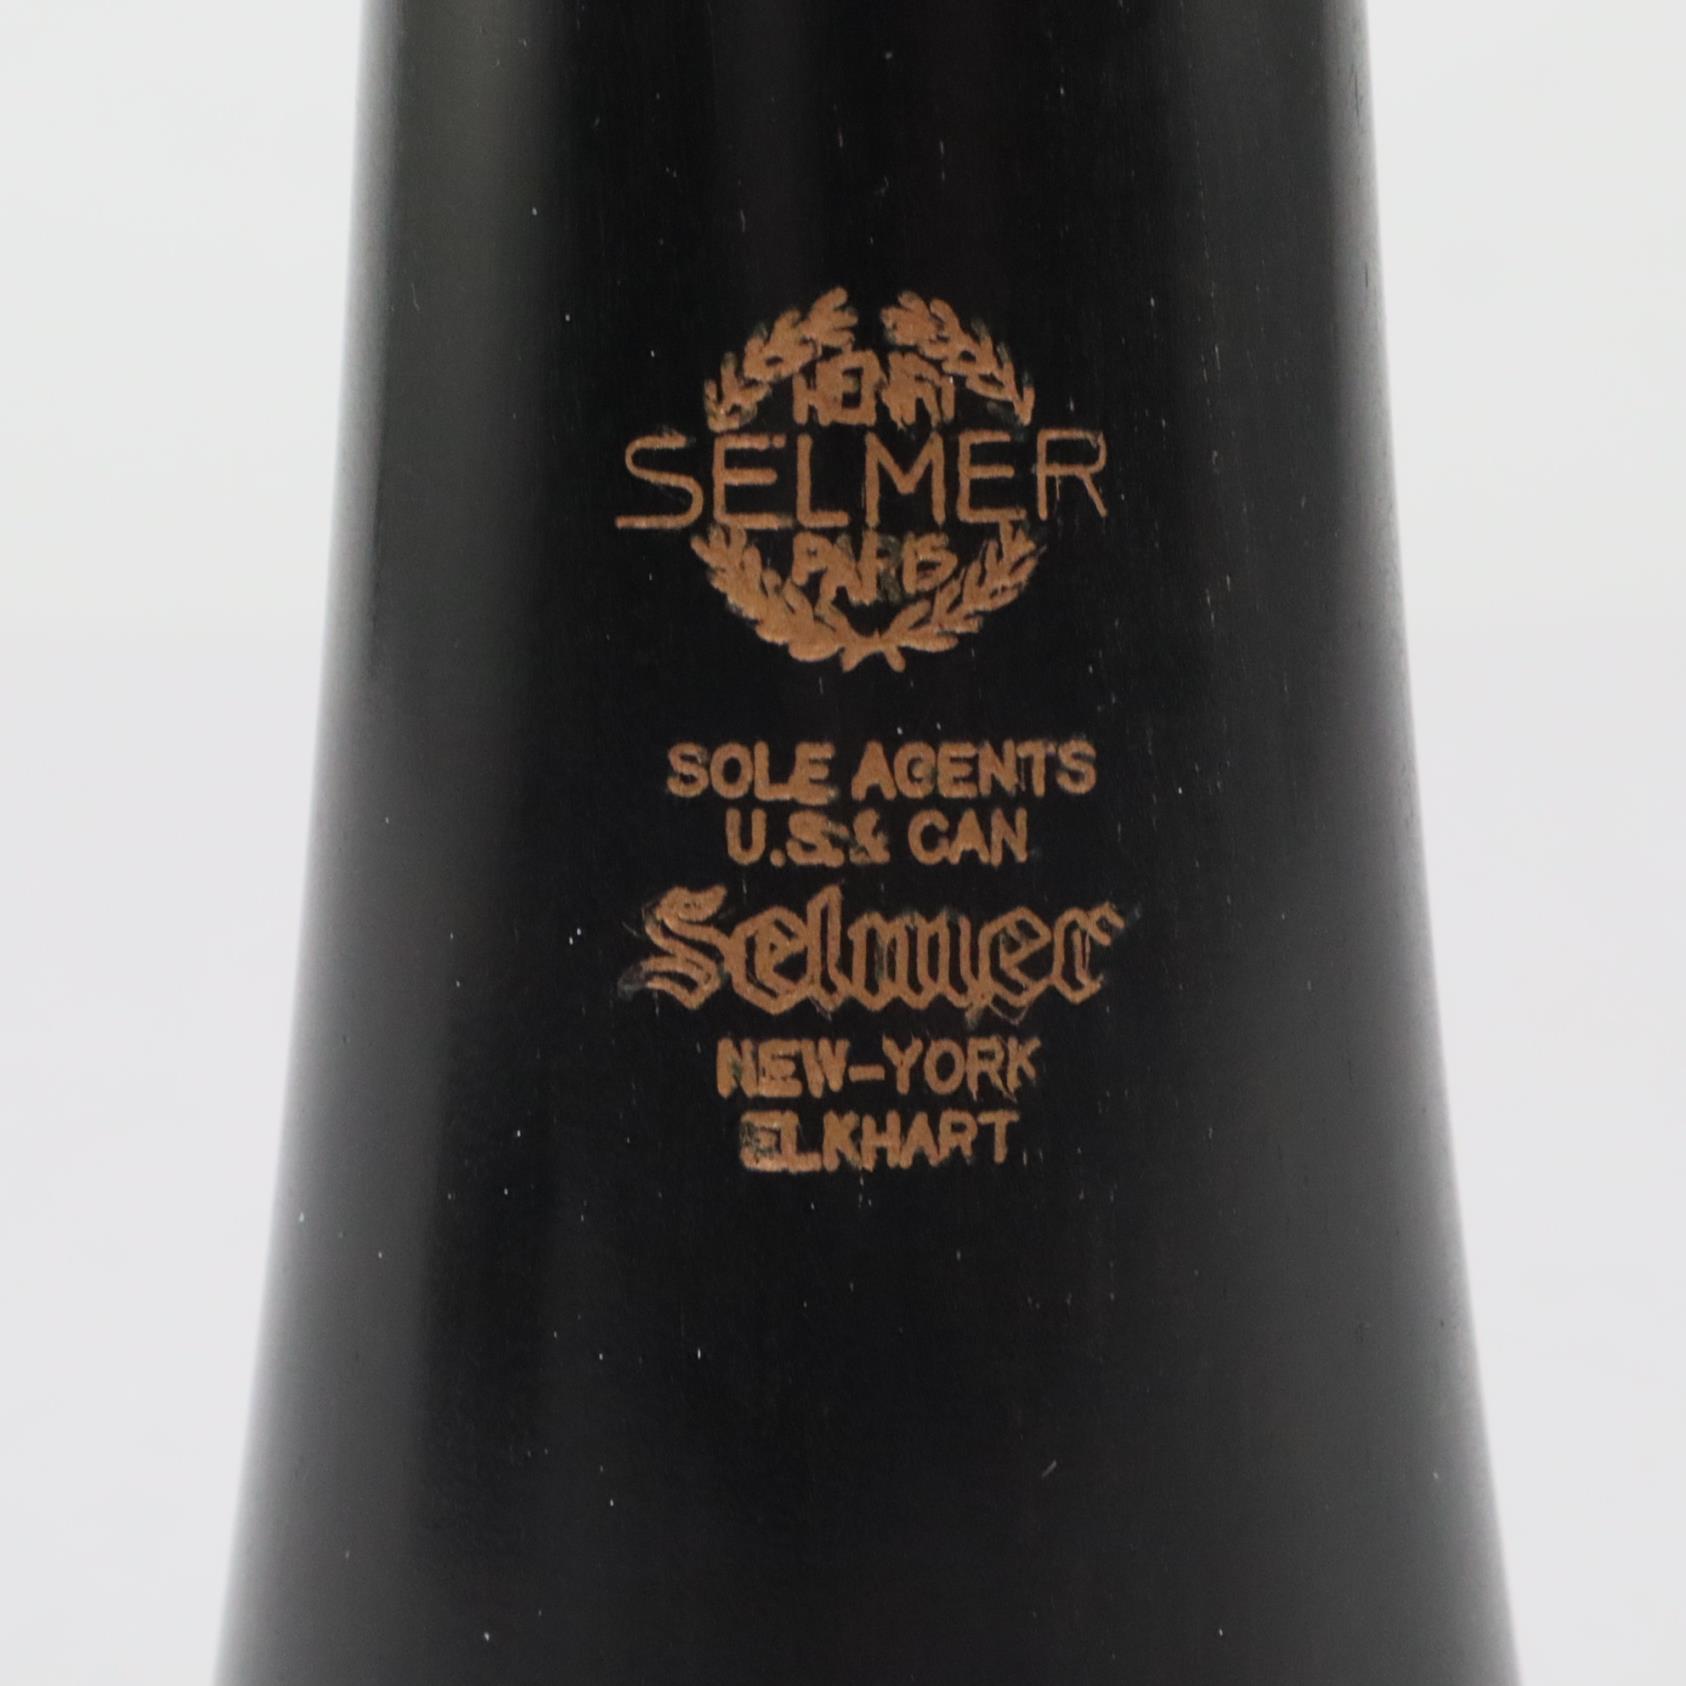 HENRI
SELMER
PARIS
SOLE AGENTS
U.S.& CAN
Selmer
NEW-YORK
ELKHART